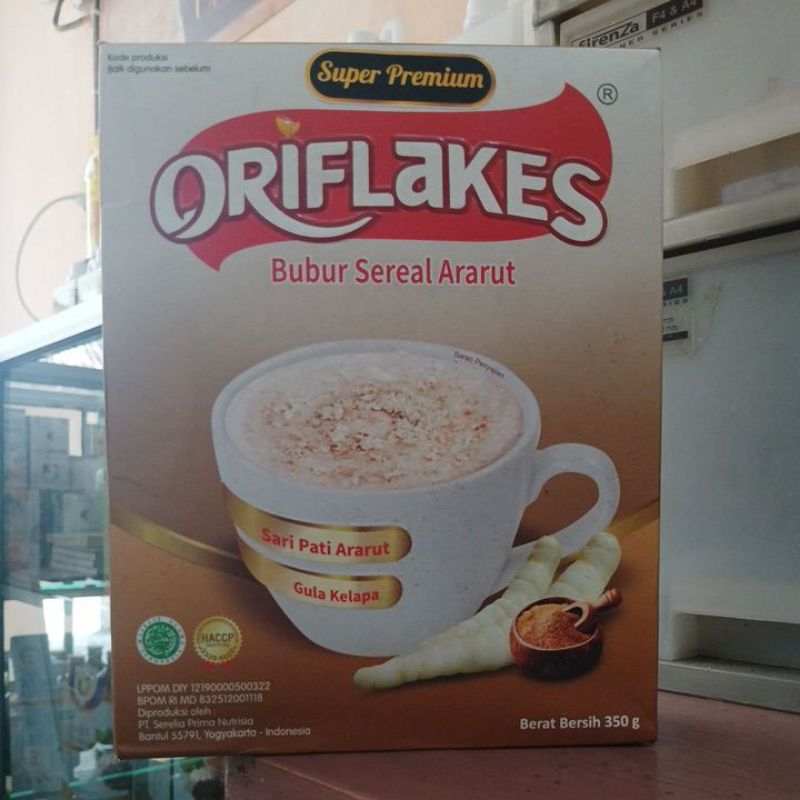 Kode produksi
Baik digunakan sebelum
Super Premium
®
ORIFLaKES
Bubur Sereal Ararut
Saran Penyajian
Sari Pati Ararut
Gula Kelapa
HACCP
LPPOM DIY 12190000500322
BPOM RI MD 832512001118
Diproduksi oleh :
PT. Serelia Prima Nutrisia
Bantul 55791, Yogyakarta - Indonesia
Berat Bersih 350 g
Sirenza
F4 & A4
SERIES
A4